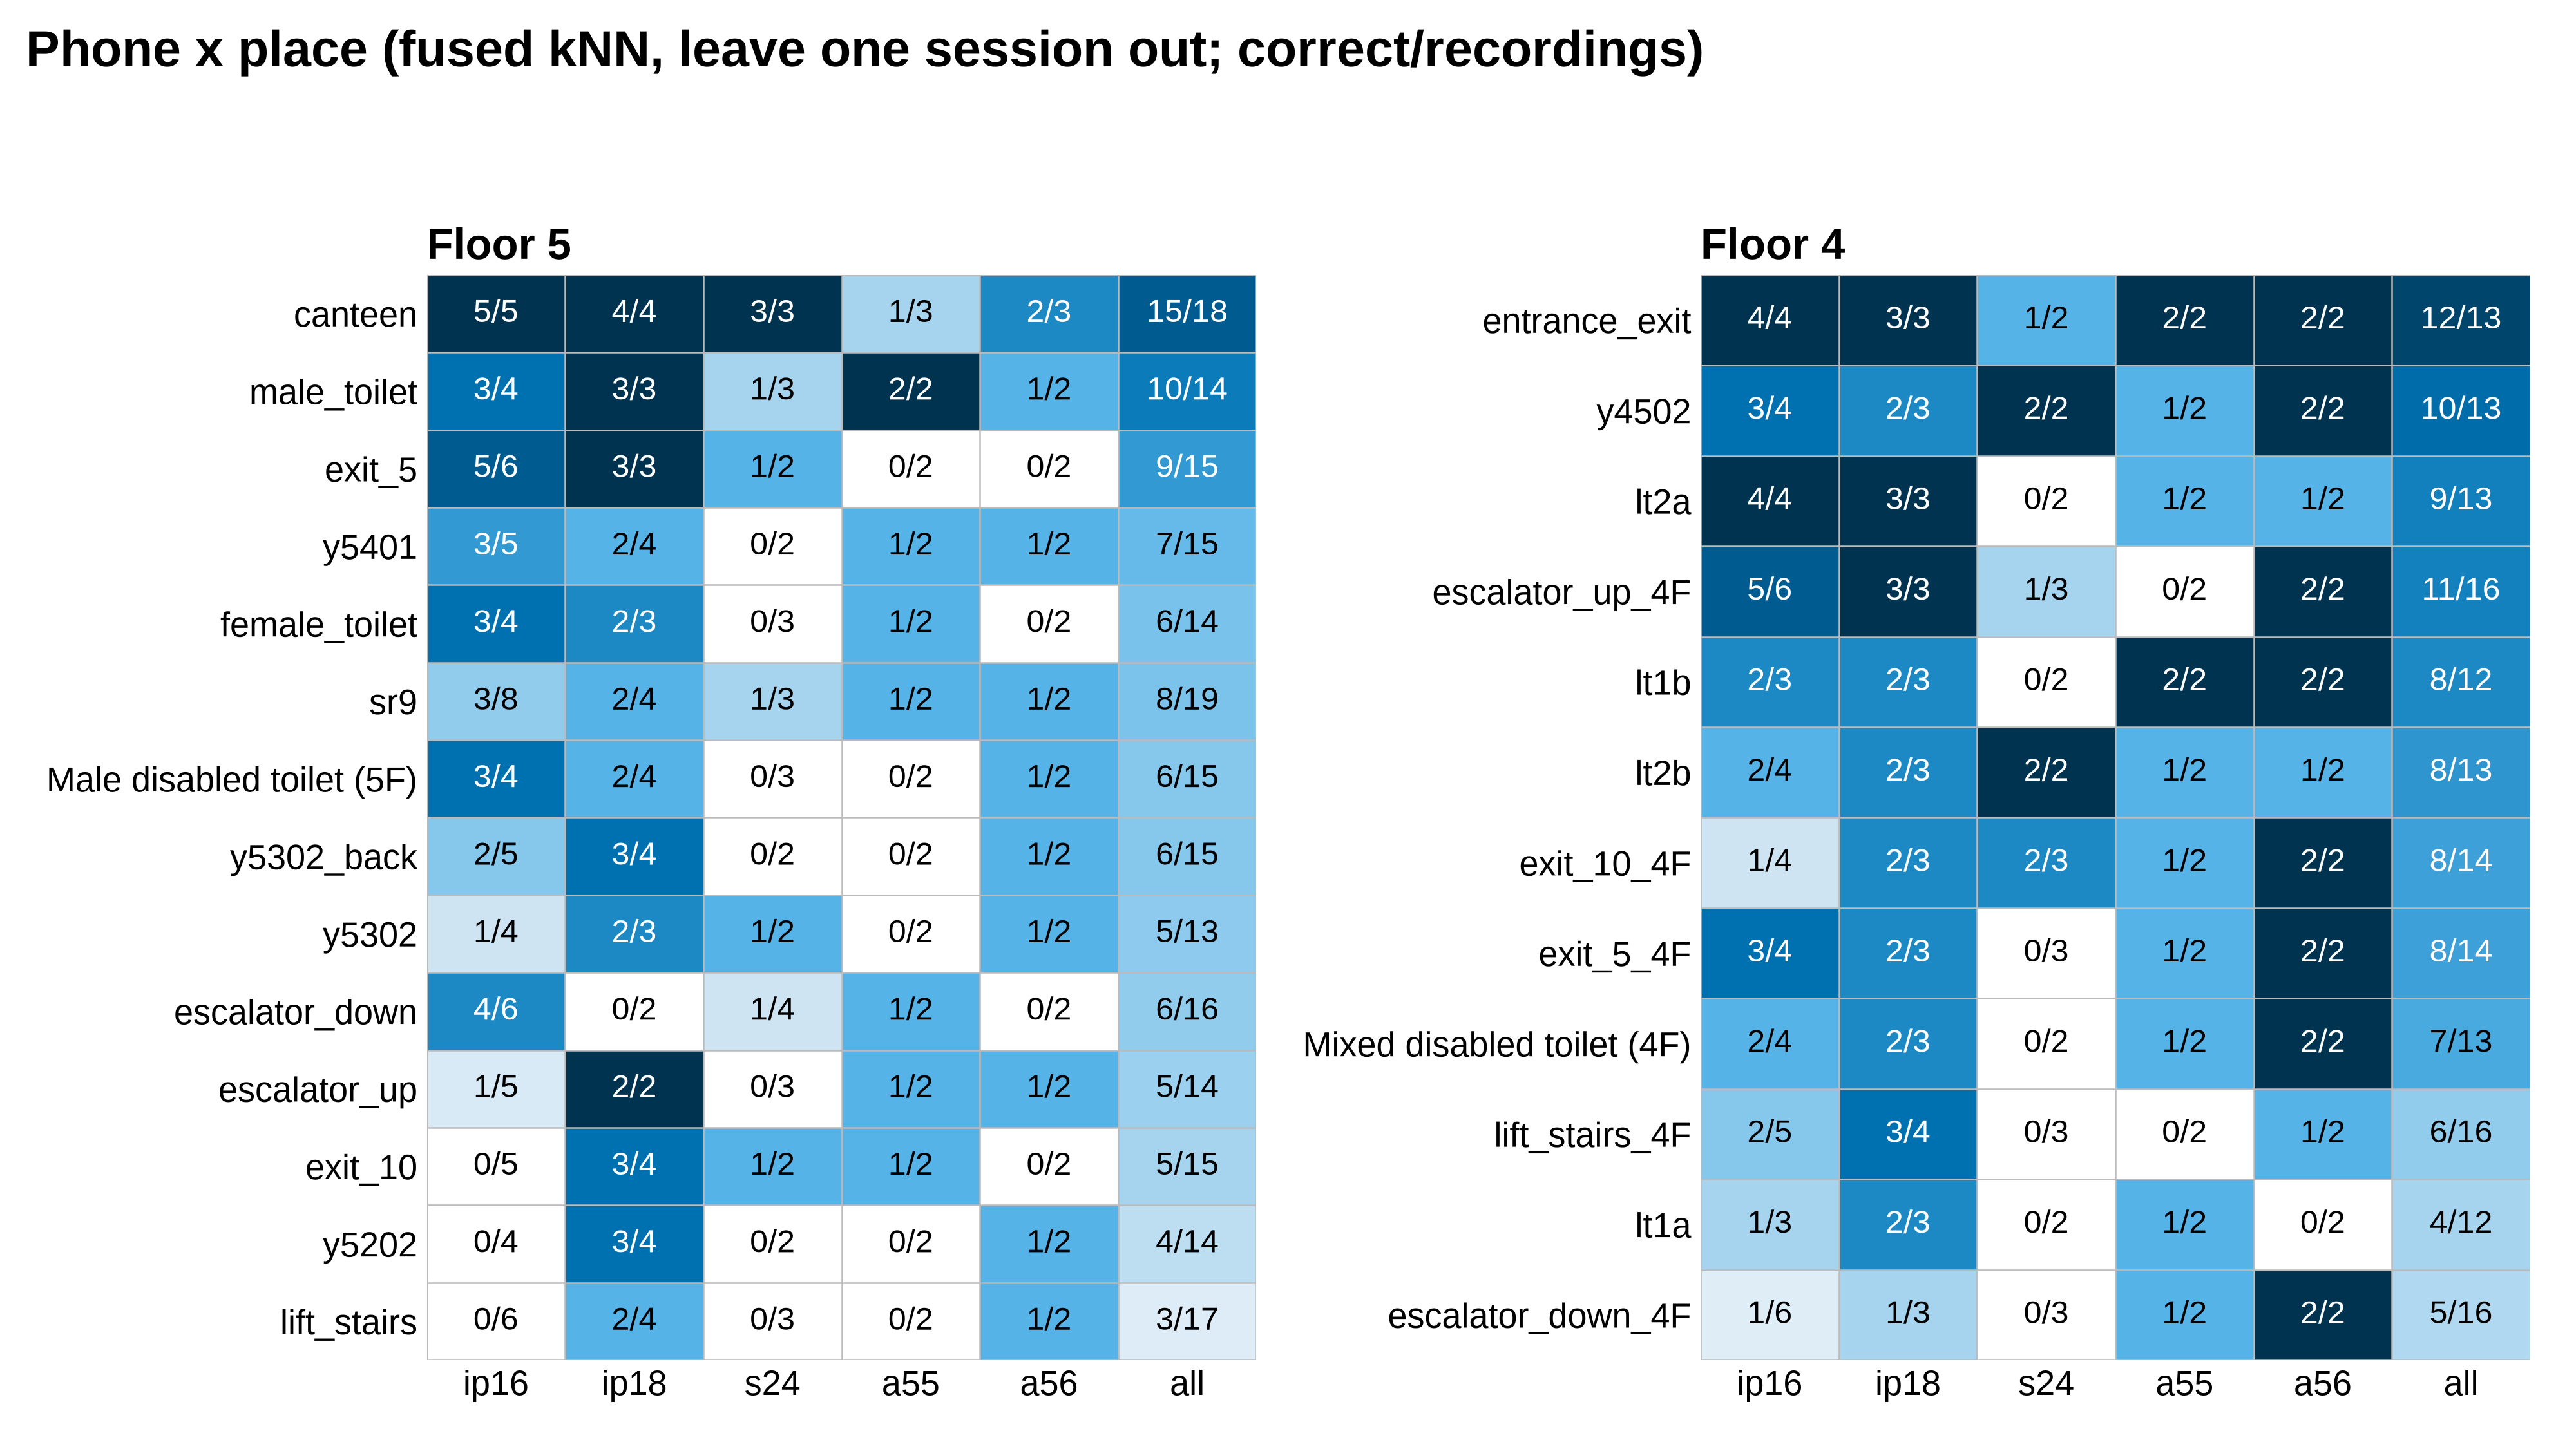 Phone x place (fused kNN, leave one session out; correct/recordings)
Floor 5
canteen 5/5 4/4 3/3 1/3 2/3 15/18
male_toilet 3/4 3/3 1/3 2/2 1/2 10/14
exit_5 5/6 3/3 1/2 0/2 0/2 9/15
y5401 3/5 2/4 0/2 1/2 1/2 7/15
female_toilet 3/4 2/3 0/3 1/2 0/2 6/14
sr9 3/8 2/4 1/3 1/2 1/2 8/19
Male disabled toilet (5F) 3/4 2/4 0/3 0/2 1/2 6/15
y5302_back 2/5 3/4 0/2 0/2 1/2 6/15
y5302 1/4 2/3 1/2 0/2 1/2 5/13
escalator_down 4/6 0/2 1/4 1/2 0/2 6/16
escalator_up 1/5 2/2 0/3 1/2 1/2 5/14
exit_10 0/5 3/4 1/2 1/2 0/2 5/15
y5202 0/4 3/4 0/2 0/2 1/2 4/14
lift_stairs 0/6 2/4 0/3 0/2 1/2 3/17
ip16 ip18 s24 a55 a56 all
Floor 4
entrance_exit 4/4 3/3 1/2 2/2 2/2 12/13
y4502 3/4 2/3 2/2 1/2 2/2 10/13
lt2a 4/4 3/3 0/2 1/2 1/2 9/13
escalator_up_4F 5/6 3/3 1/3 0/2 2/2 11/16
lt1b 2/3 2/3 0/2 2/2 2/2 8/12
lt2b 2/4 2/3 2/2 1/2 1/2 8/13
exit_10_4F 1/4 2/3 2/3 1/2 2/2 8/14
exit_5_4F 3/4 2/3 0/3 1/2 2/2 8/14
Mixed disabled toilet (4F) 2/4 2/3 0/2 1/2 2/2 7/13
lift_stairs_4F 2/5 3/4 0/3 0/2 1/2 6/16
lt1a 1/3 2/3 0/2 1/2 0/2 4/12
escalator_down_4F 1/6 1/3 0/3 1/2 2/2 5/16
ip16 ip18 s24 a55 a56 all